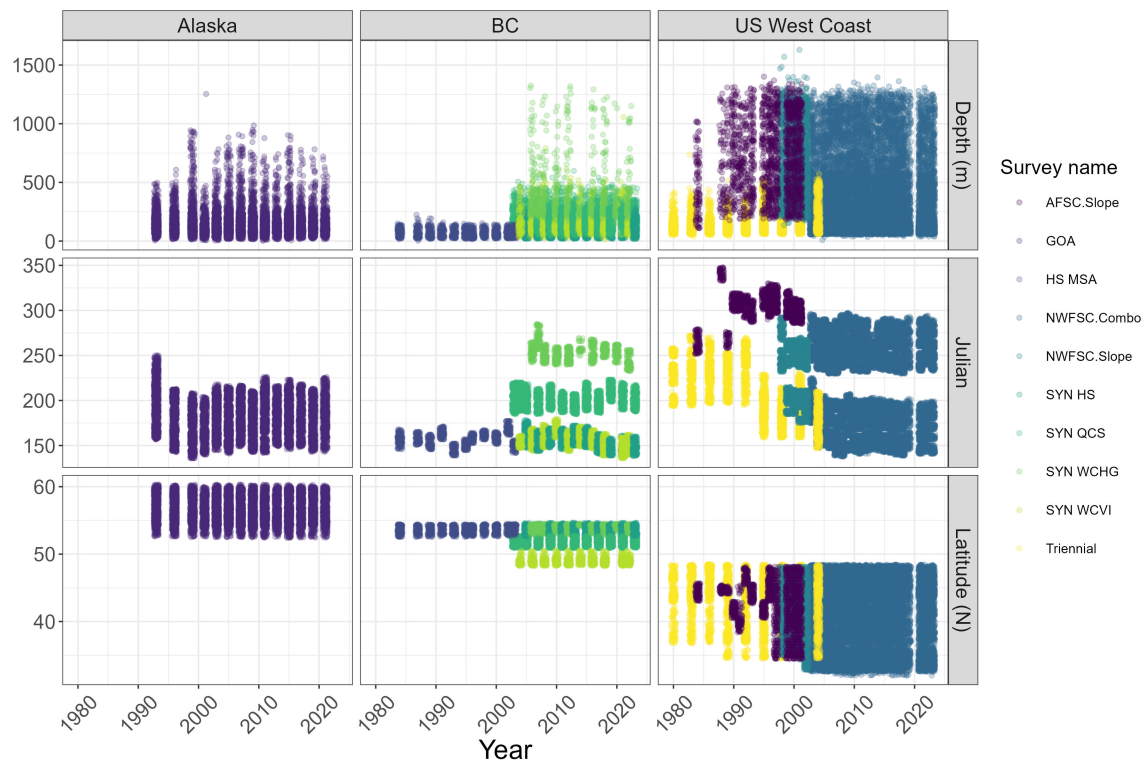 Alaska BC US West Coast
1500
1000
500
0
Depth (m)
350
300
250
200
150
Julian
60
50
40
Latitude (N)
1980 1990 2000 2010 2020 1980 1990 2000 2010 2020 1980 1990 2000 2010 2020
Year
Survey name
AFSC.Slope
GOA
HS MSA
NWFSC.Combo
NWFSC.Slope
SYN HS
SYN QCS
SYN WCHG
SYN WCVI
Triennial